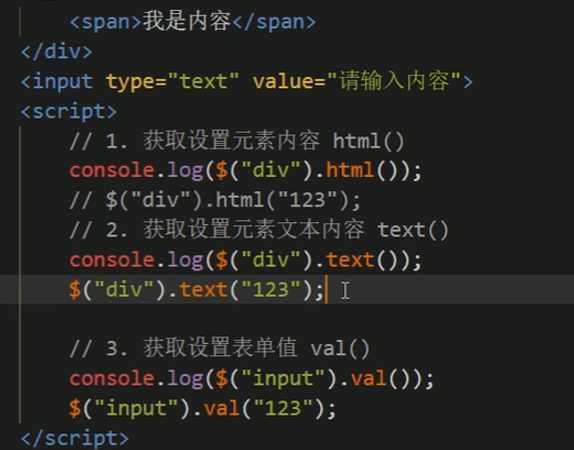 <span>我是内容</span>
</div>
<input type="text" value="请输入内容">
<script>
// 1. 获取设置元素内容 html()
console.log($("div").html());
// $("div").html("123");
// 2. 获取设置元素文本内容 text()
console.log($("div").text());
$("div").text("123");
// 3. 获取设置表单值 val()
console.log($("input").val());
$("input").val("123");
</script>